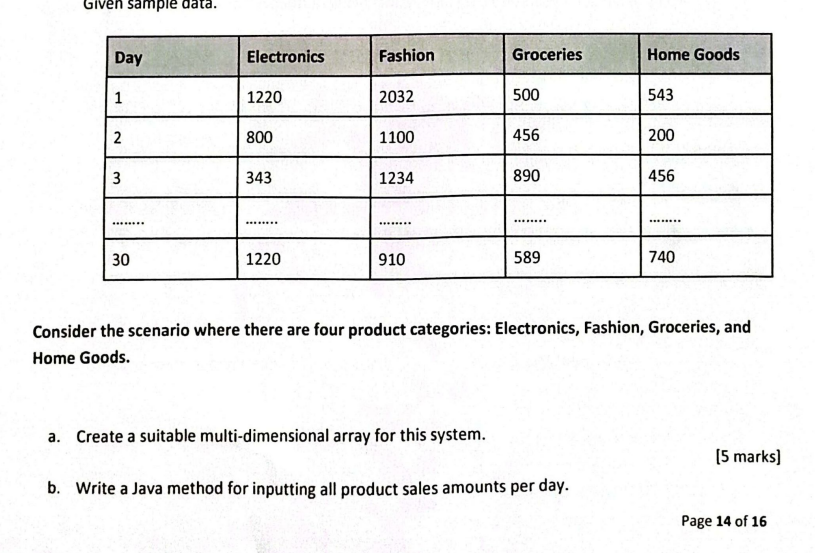 Given sample data.
Day Electronics Fashion Groceries Home Goods
1 1220 2032 500 543
2 800 1100 456 200
3 343 1234 890 456
........ ........ ........ ........ ........
30 1220 910 589 740
Consider the scenario where there are four product categories: Electronics, Fashion, Groceries, and
Home Goods.
a. Create a suitable multi-dimensional array for this system.
[5 marks]
b. Write a Java method for inputting all product sales amounts per day.
Page 14 of 16